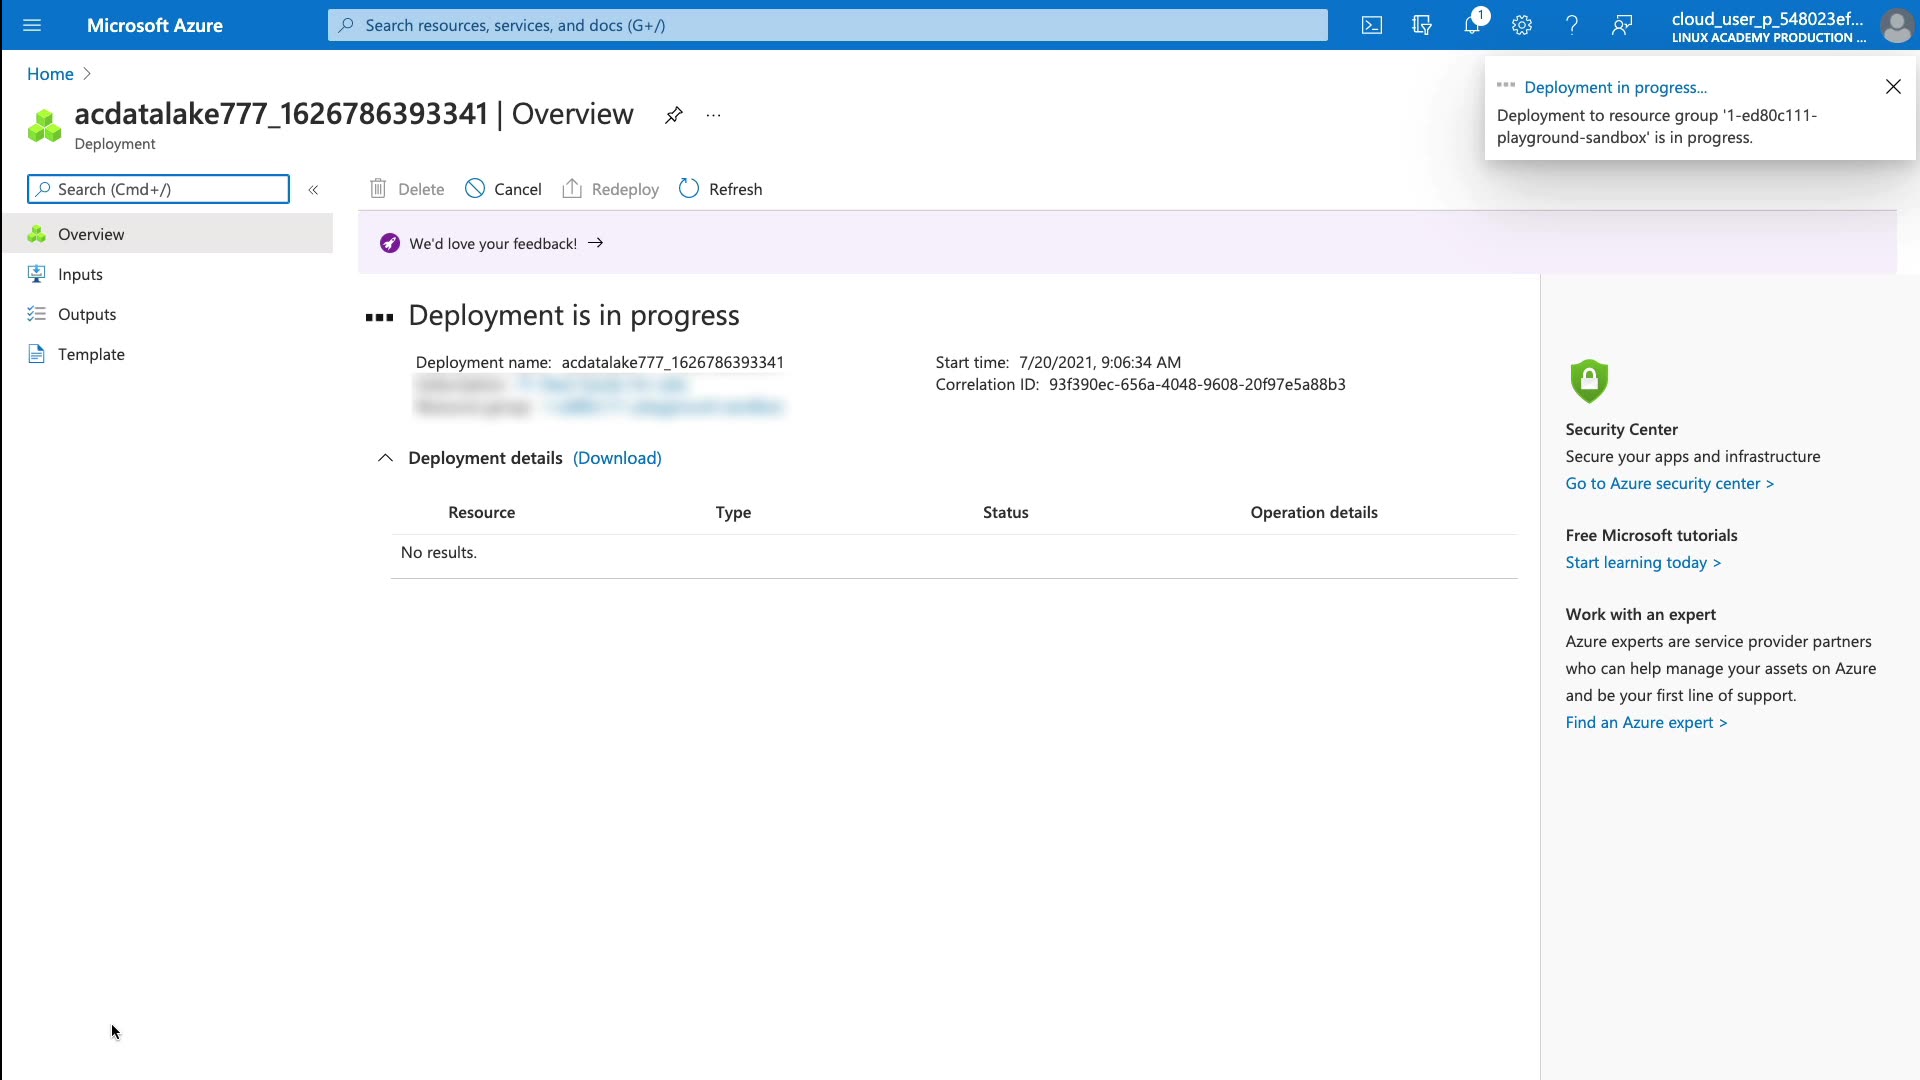 Microsoft Azure
Search resources, services, and docs (G+/)
1
cloud_user_p_548023ef...
LINUX ACADEMY PRODUCTION ...
Home
acdatalake777_1626786393341 | Overview
...
Deployment
Deployment in progress...
Deployment to resource group '1-ed80c111-
playground-sandbox' is in progress.
Search (Cmd+/)
«
Delete
Cancel
Redeploy
Refresh
Overview
Inputs
Outputs
Template
We'd love your feedback! →
Deployment is in progress
Deployment name: acdatalake777_1626786393341
Start time: 7/20/2021, 9:06:34 AM
Correlation ID: 93f390ec-656a-4048-9608-20f97e5a88b3
Deployment details (Download)
Resource Type Status Operation details
No results.
Security Center
Secure your apps and infrastructure
Go to Azure security center >
Free Microsoft tutorials
Start learning today >
Work with an expert
Azure experts are service provider partners
who can help manage your assets on Azure
and be your first line of support.
Find an Azure expert >